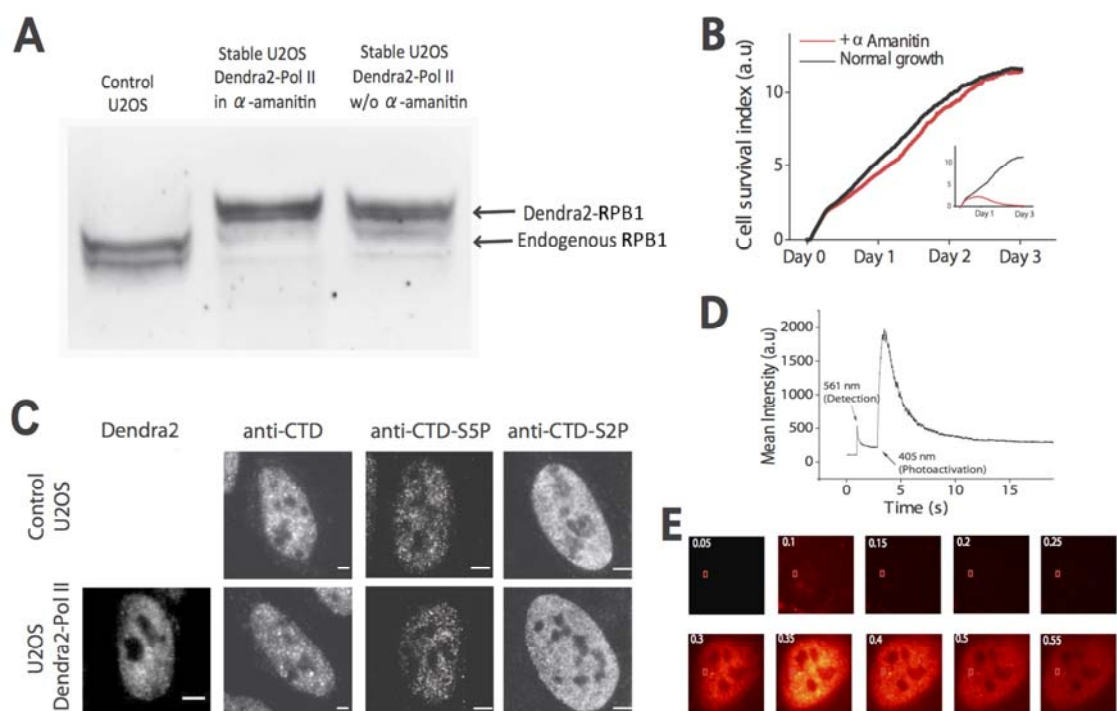 A
Control
U2OS
Stable U2OS
Dendra2-Pol II
in α-amanitin
Stable U2OS
Dendra2-Pol II
w/o α-amanitin
Dendra2-RPB1
Endogenous RPB1
B
+ α Amanitin
Normal growth
Cell survival index (a.u)
10
5
0
Day 0
Day 1
Day 2
Day 3
10
5
0
Day 1
Day 3
C
Dendra2
anti-CTD
anti-CTD-S5P
anti-CTD-S2P
Control
U2OS
U2OS
Dendra2-Pol II
D
Mean Intensity (a.u)
2000
1500
1000
500
0
561 nm
(Detection)
405 nm
(Photoactivation)
0
5
10
15
Time (s)
E
0.05
0.1
0.15
0.2
0.25
0.3
0.35
0.4
0.5
0.55